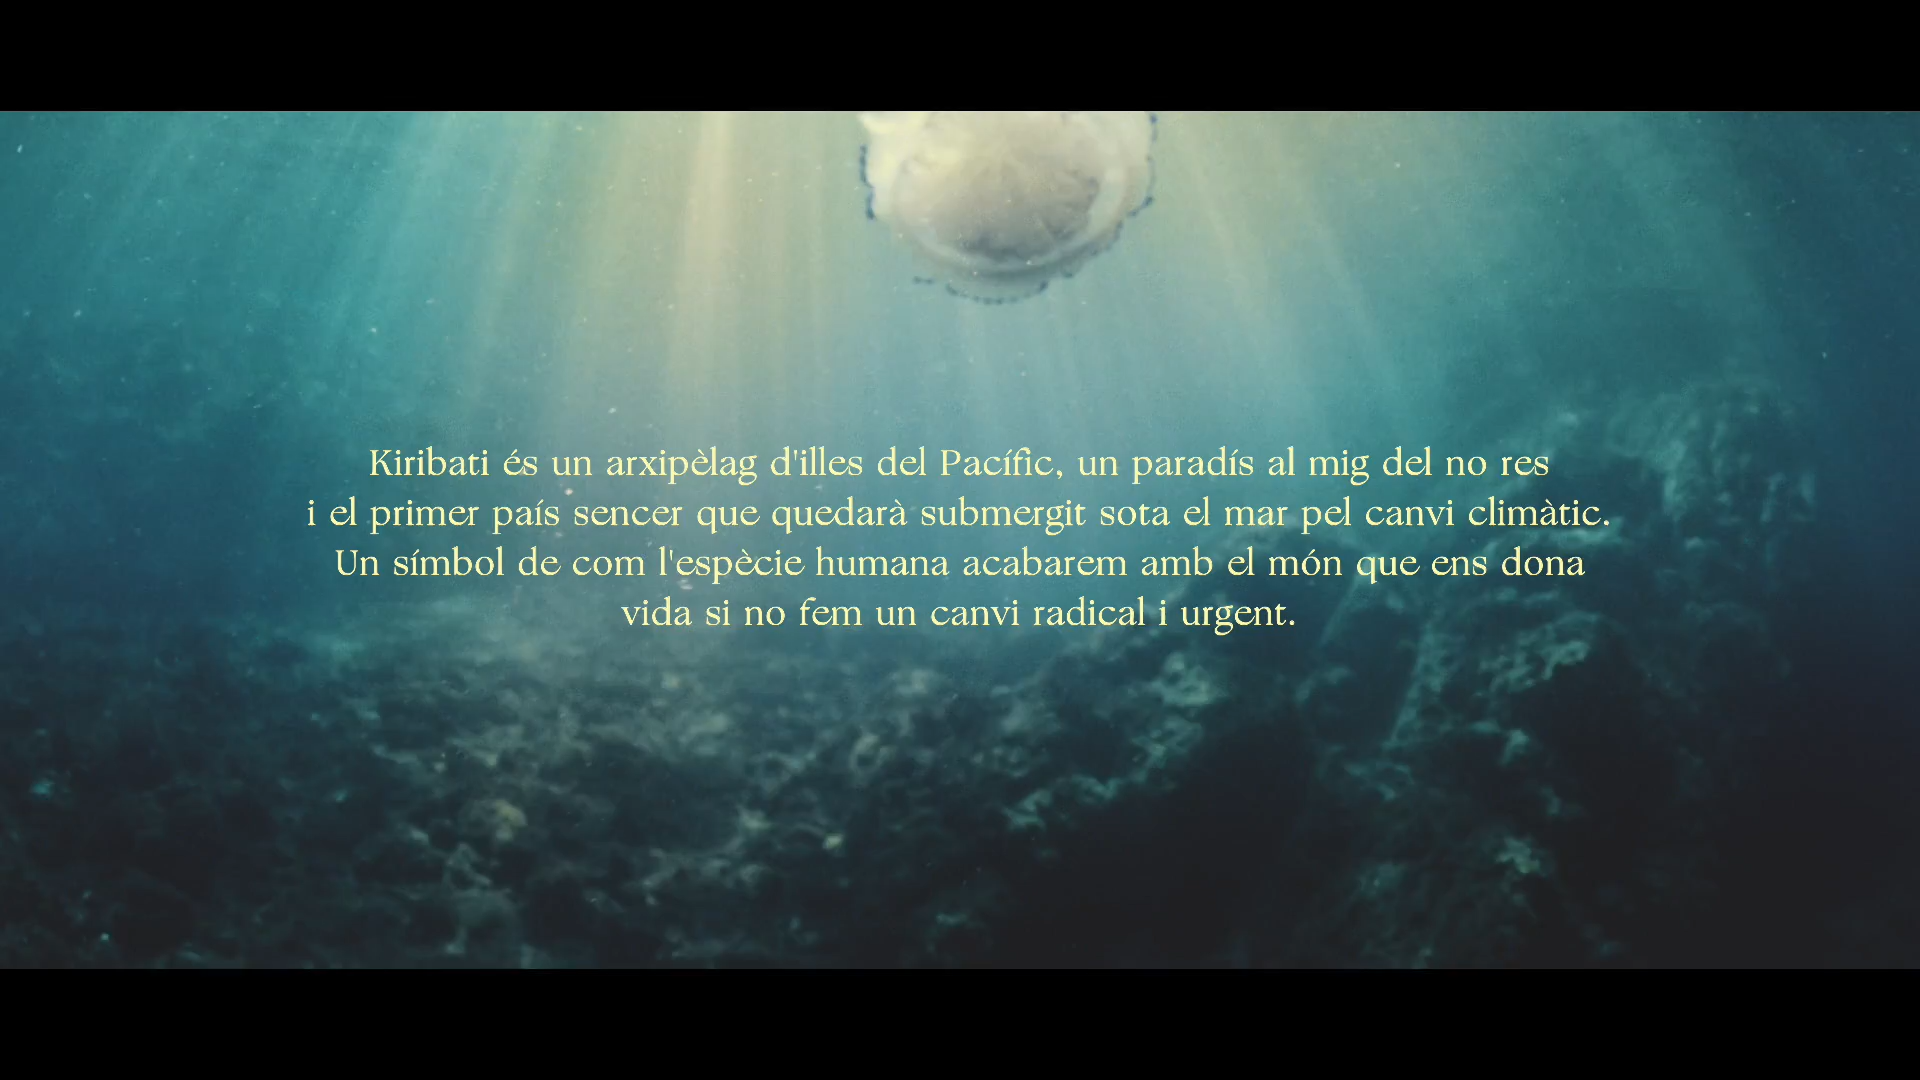 Kiribati és un arxipèlag d'illes del Pacífic, un paradís al mig del no res
i el primer país sencer que quedarà submergit sota el mar pel canvi climàtic.
Un símbol de com l'espècie humana acabarem amb el món que ens dona
vida si no fem un canvi radical i urgent.